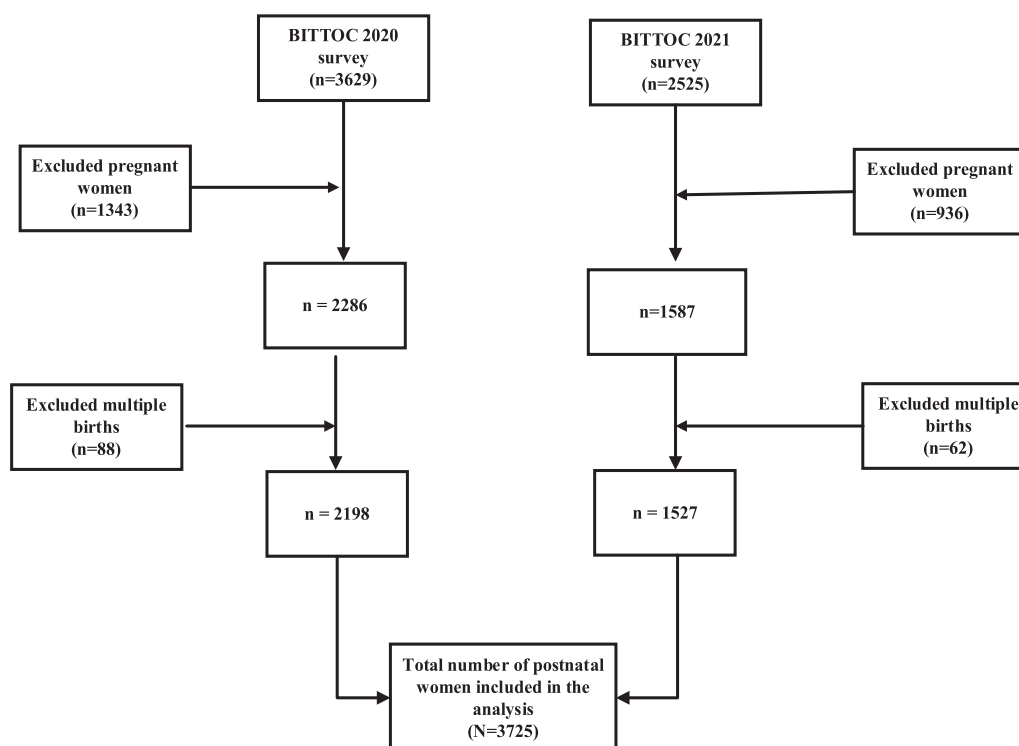 BITTOC 2020
survey
(n=3629)
BITTOC 2021
survey
(n=2525)
Excluded pregnant
women
(n=1343)
Excluded pregnant
women
(n=936)
n = 2286
n=1587
Excluded multiple
births
(n=88)
Excluded multiple
births
(n=62)
n = 2198
n = 1527
Total number of postnatal
women included in the
analysis
(N=3725)